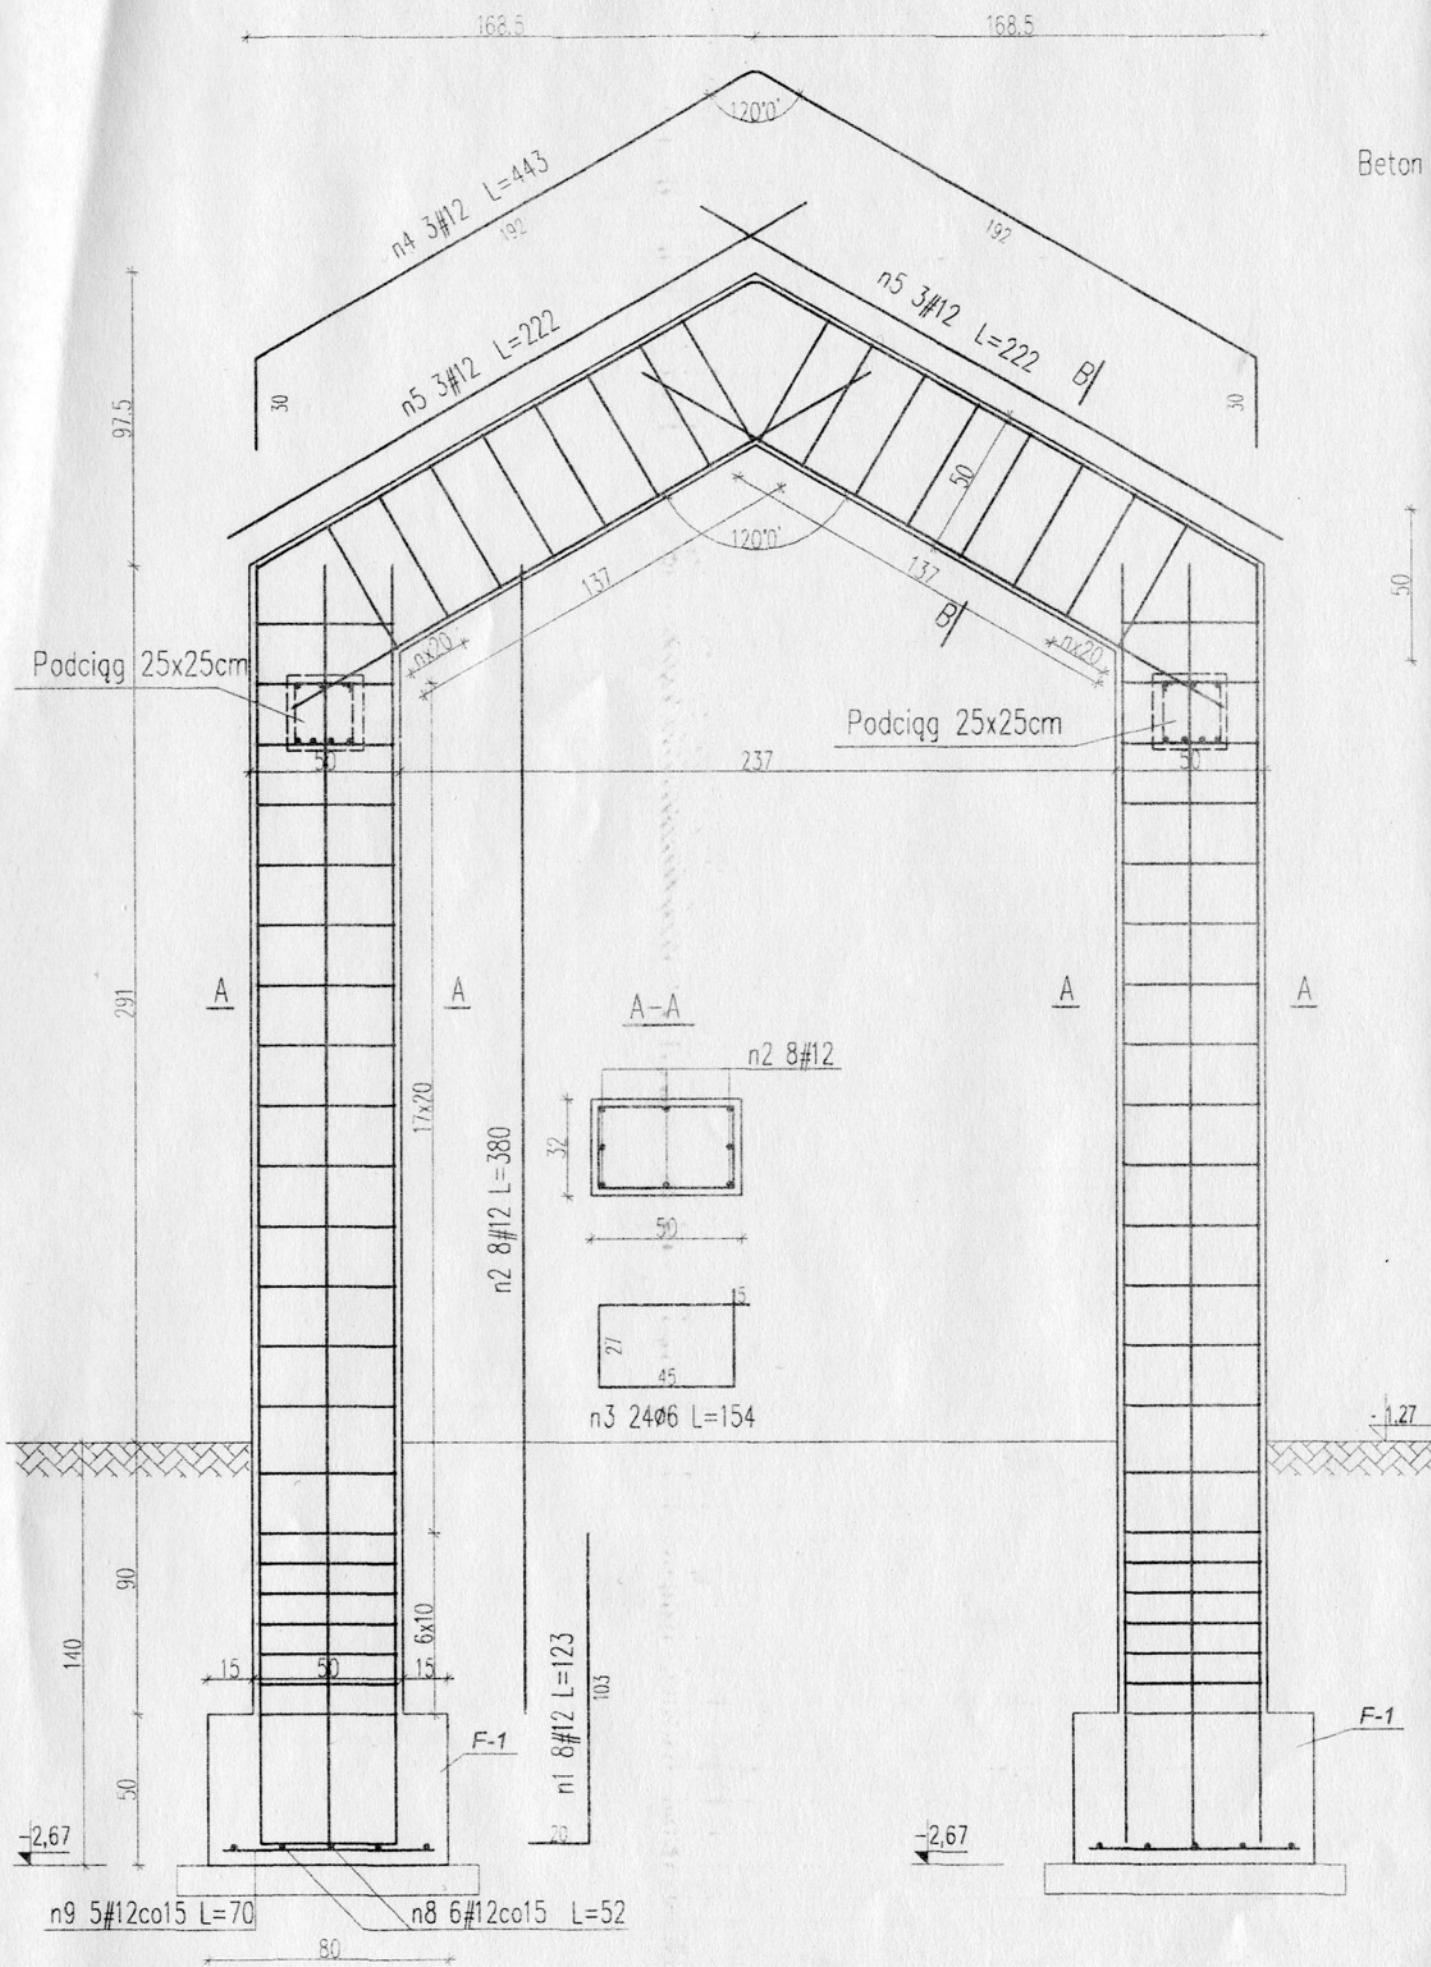 168.5
168.5
120°0'
Beton
n4 3#12 L=443
192
192
n5 3#12 L=222
n5 3#12 L=222
B
30
30
97.5
50
120°0'
137
137
50
B
nx20
nx20
Podciąg 25x25cm
Podciąg 25x25cm
50
237
50
A
A
A
A
291
A-A
n2 8#12
17x20
32
n2 8#12 L=380
50
15
27
45
n3 24ø6 L=154
-1,27
90
140
6x10
15
50
15
n1 8#12 L=123
103
F-1
F-1
50
20
-2,67
-2,67
n9 5#12co15 L=70
n8 6#12co15 L=52
80